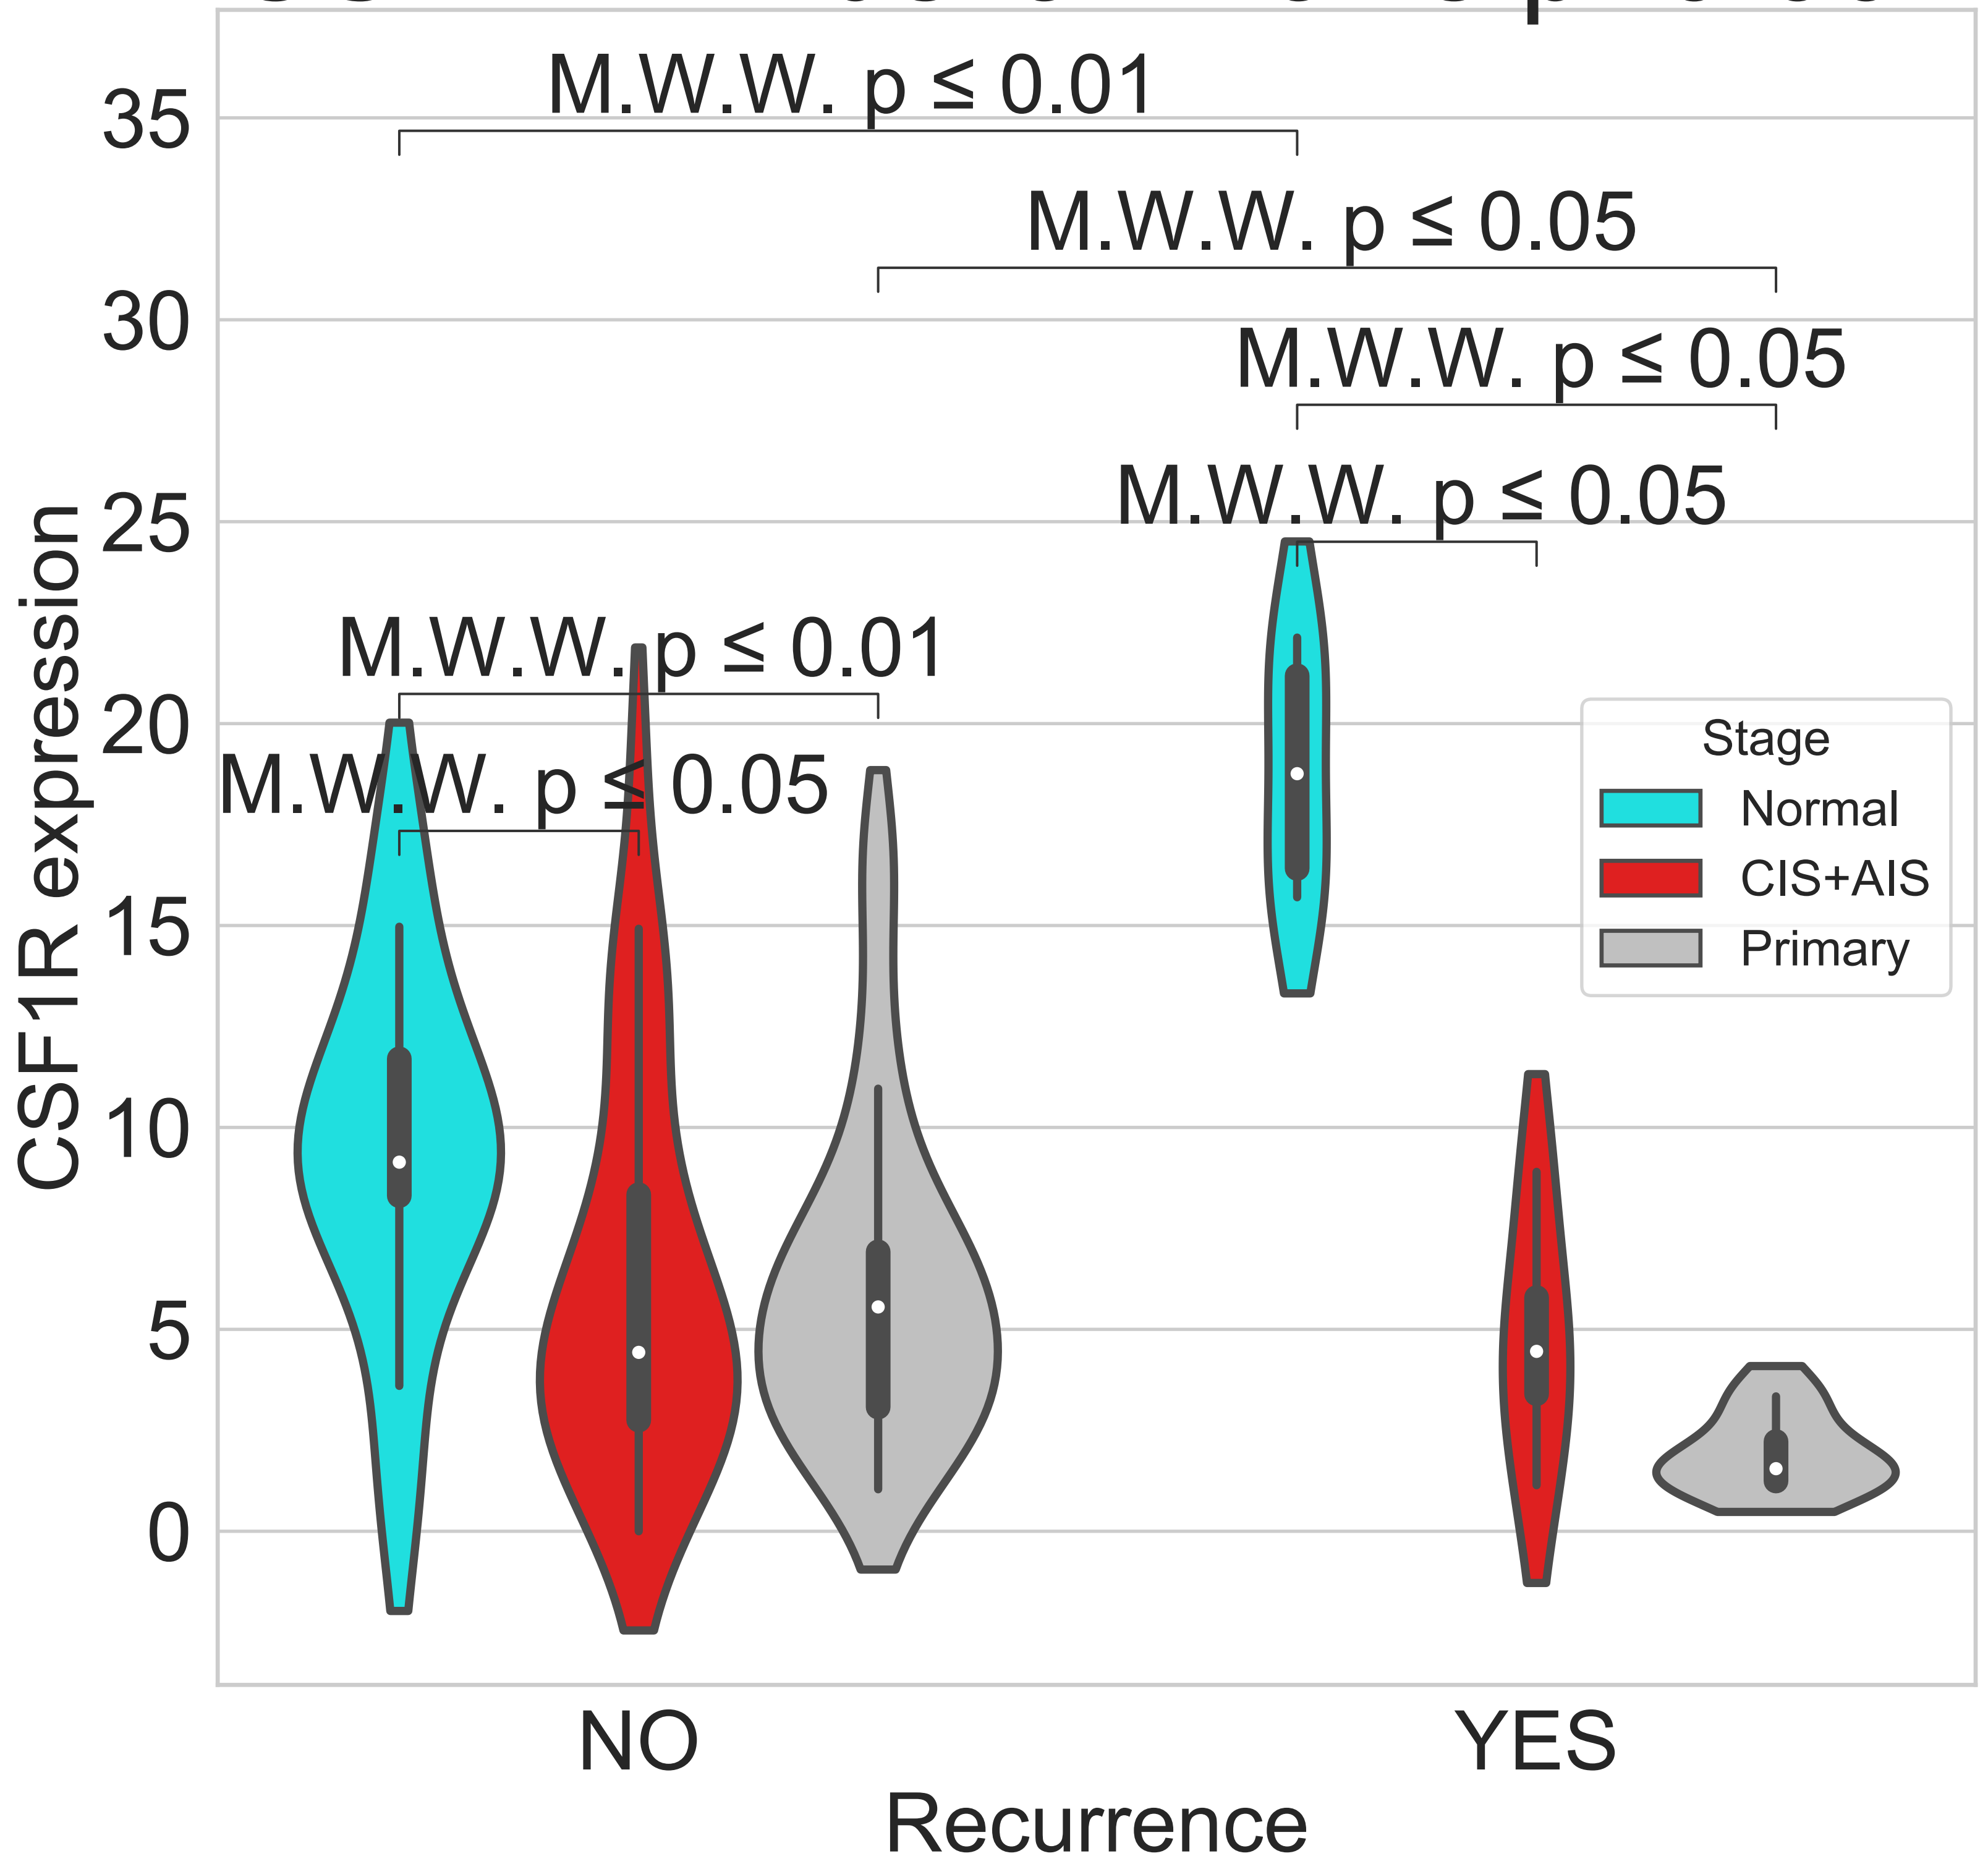 M.W.W. p ≤ 0.01
35
M.W.W. p ≤ 0.05
30
M.W.W. p ≤ 0.05
M.W.W. p ≤ 0.05
25
M.W.W. p ≤ 0.01
20
M.W.W. p ≤ 0.05
15
10
5
0
CSF1R expression
Stage
Normal
CIS+AIS
Primary
NO
YES
Recurrence